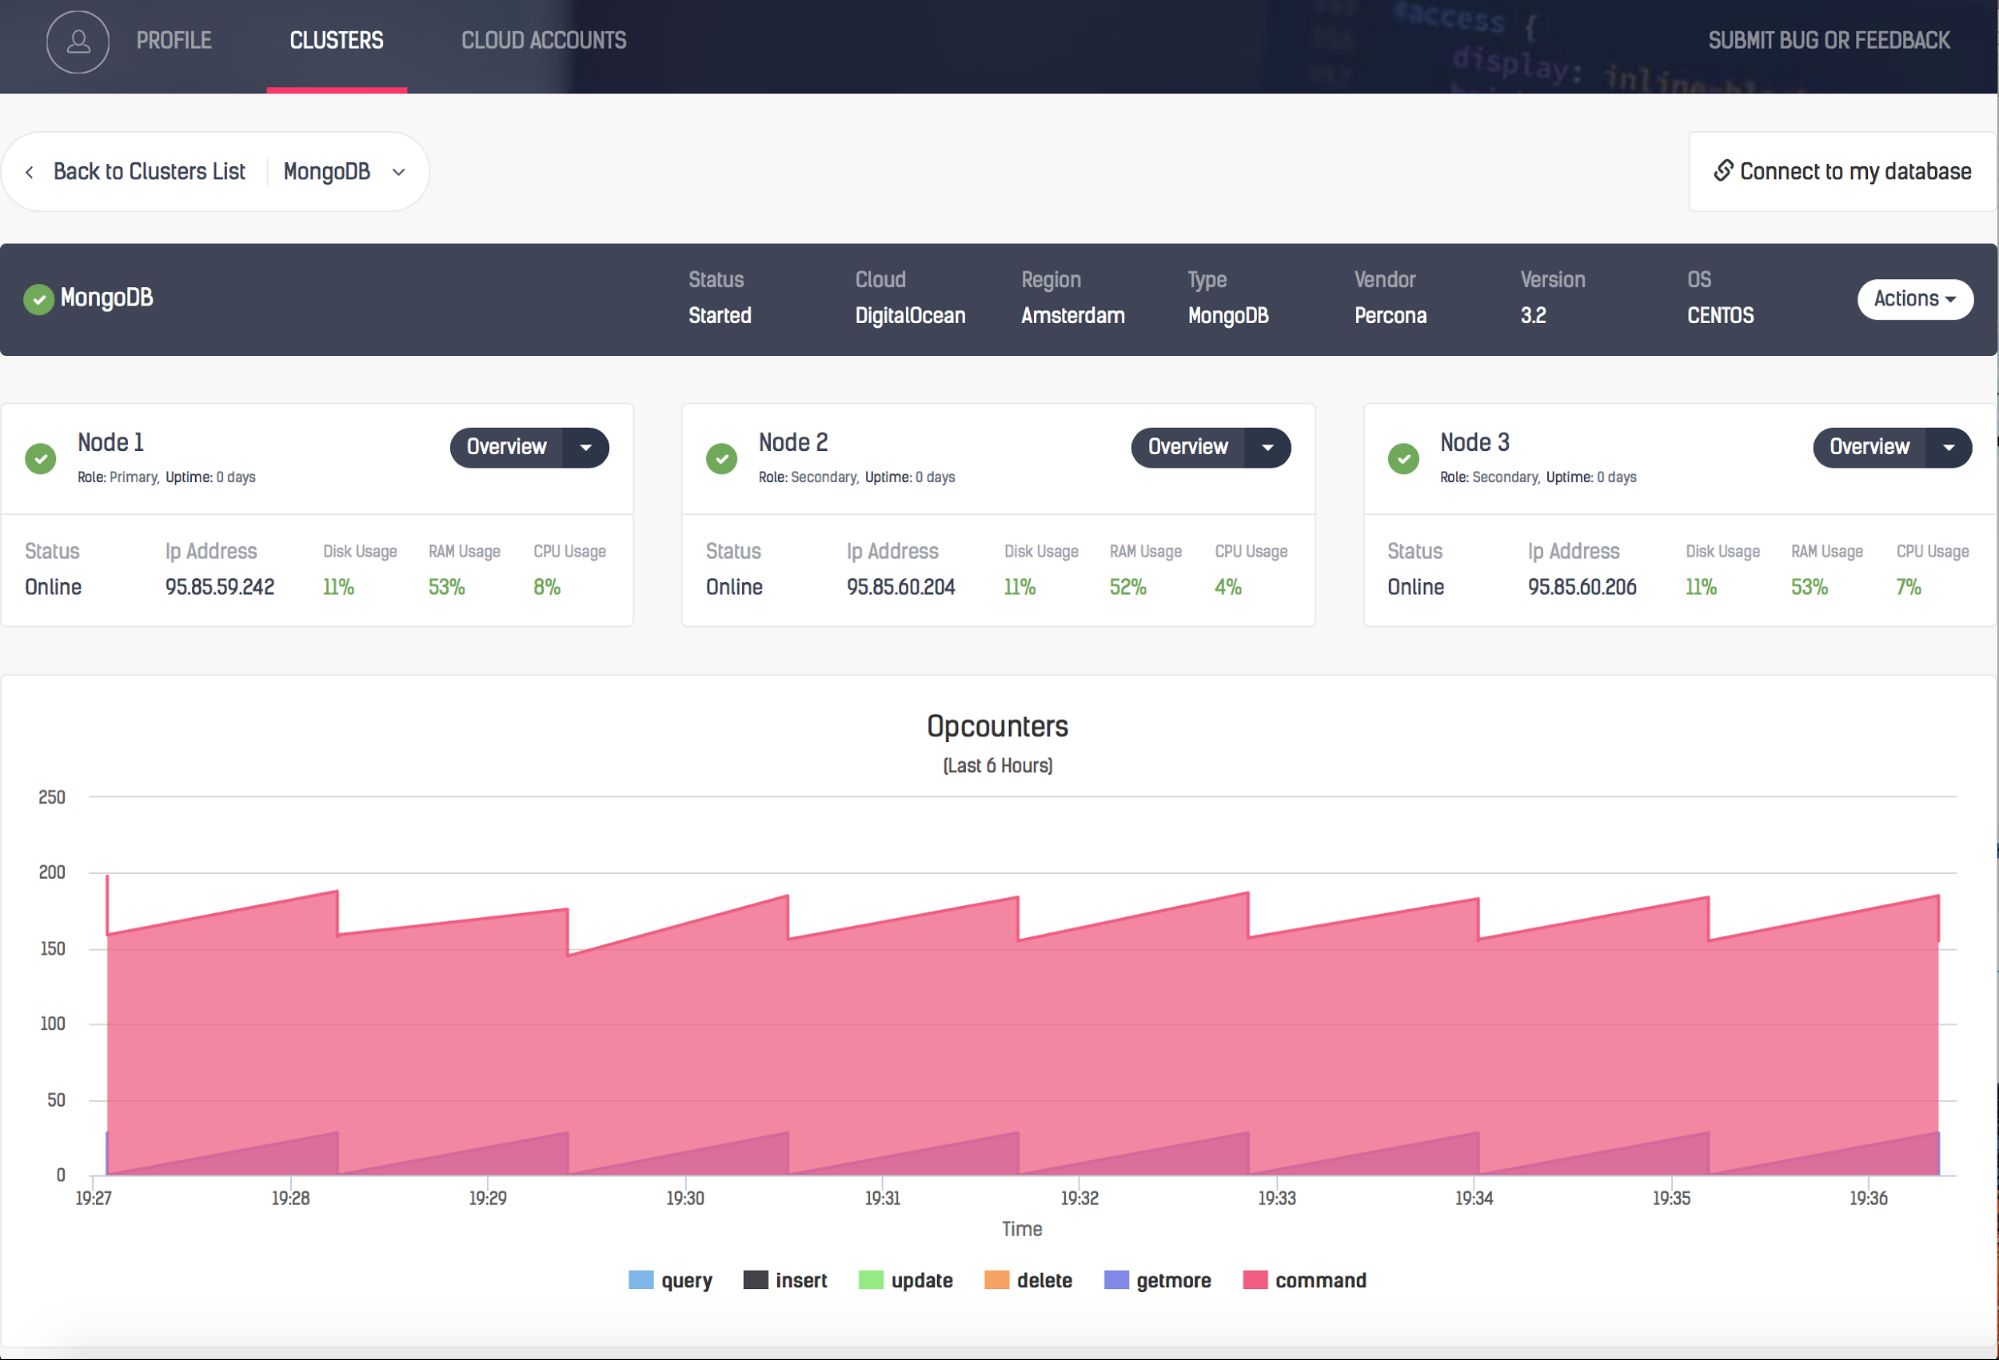 PROFILE CLUSTERS CLOUD ACCOUNTS SUBMIT BUG OR FEEDBACK
#access {
display: inline-bl
Back to Clusters List MongoDB
Connect to my database
MongoDB
Status Cloud Region Type Vendor Version OS
Started DigitalOcean Amsterdam MongoDB Percona 3.2 CENTOS
Actions
Node 1
Role: Primary, Uptime: 0 days
Overview
Status Ip Address Disk Usage RAM Usage CPU Usage
Online 95.85.59.242 11% 53% 8%
Node 2
Role: Secondary, Uptime: 0 days
Overview
Status Ip Address Disk Usage RAM Usage CPU Usage
Online 95.85.60.204 11% 52% 4%
Node 3
Role: Secondary, Uptime: 0 days
Overview
Status Ip Address Disk Usage RAM Usage CPU Usage
Online 95.85.60.206 11% 53% 7%
Opcounters
(Last 6 Hours)
250
200
150
100
50
0
19:27 19:28 19:29 19:30 19:31 19:32 19:33 19:34 19:35 19:36
Time
query insert update delete getmore command